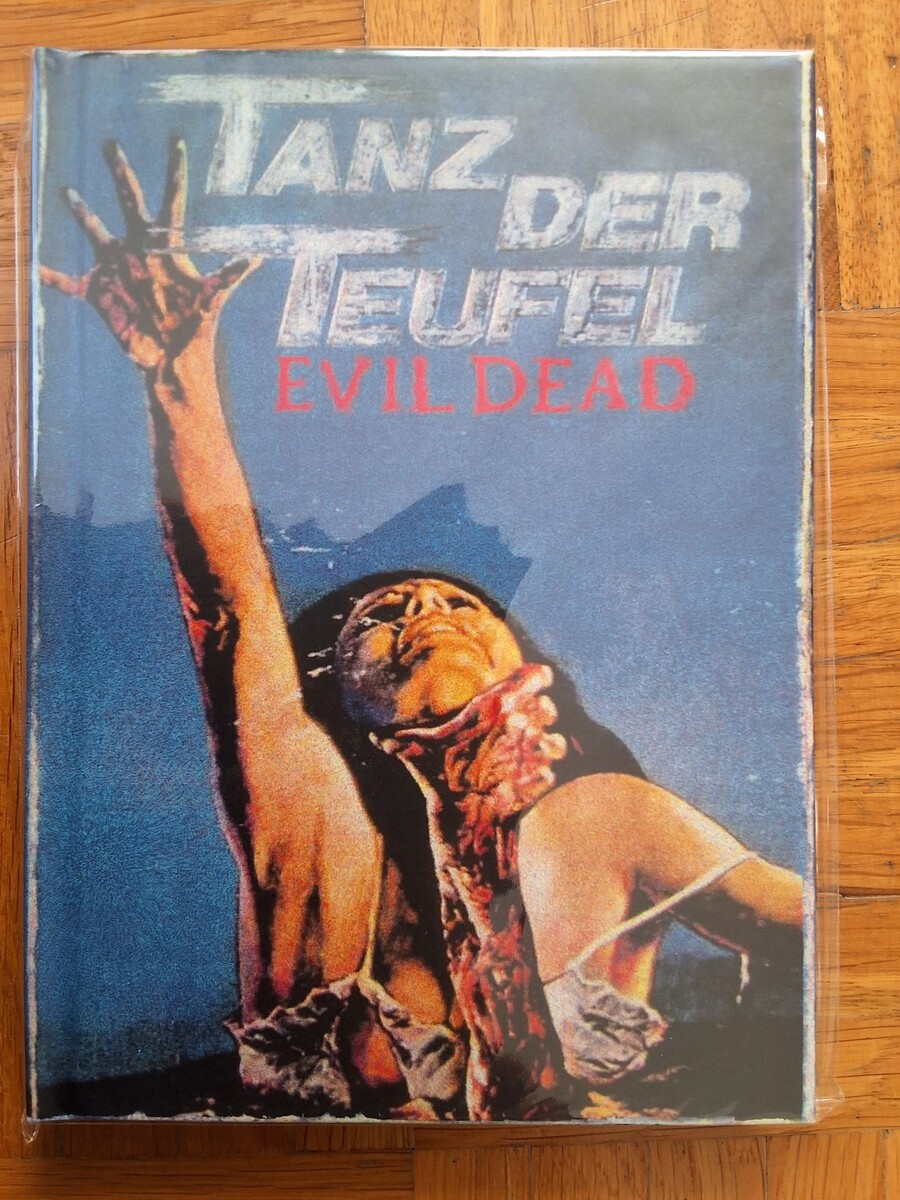 TANZ
DER
TEUFEL
EVIL DEAD